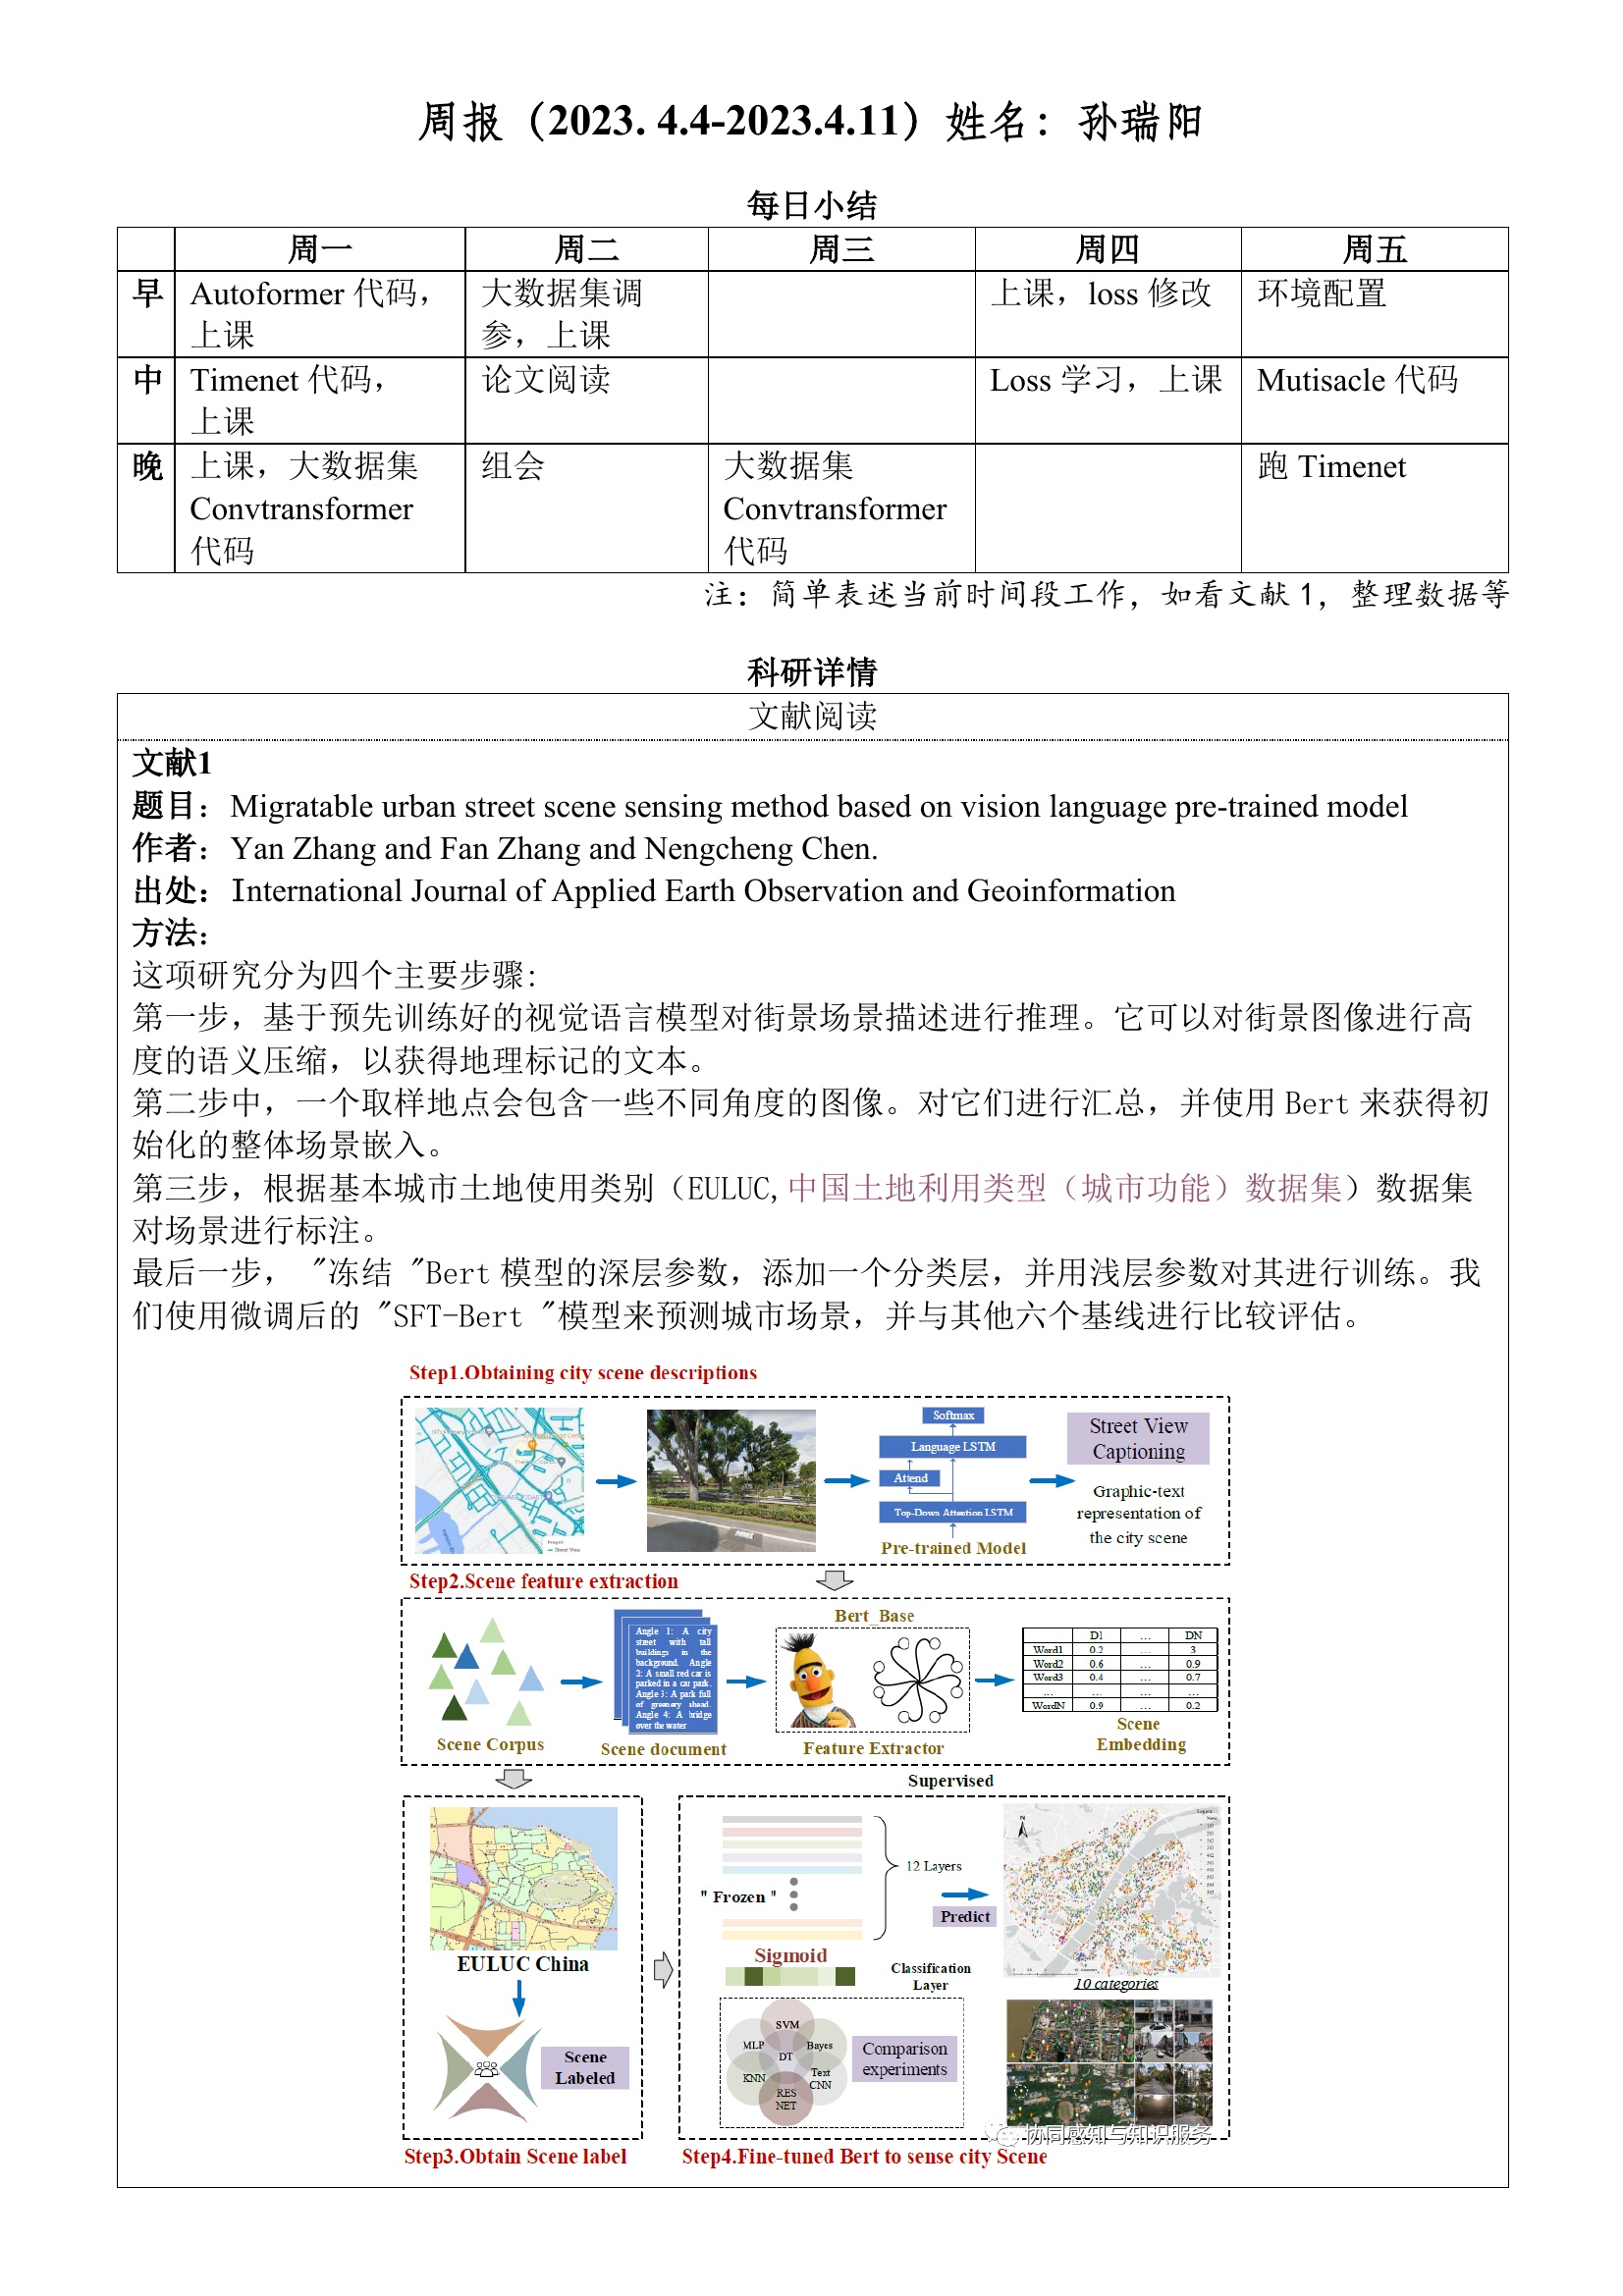 周报（2023. 4.4-2023.4.11）姓名：孙瑞阳
每日小结
周一 周二 周三 周四 周五
早 Autoformer 代码，上课 大数据集调参，上课 上课，loss 修改 环境配置
中 Timenet 代码，上课 论文阅读 Loss 学习，上课 Mutisacle 代码
晚 上课，大数据集 Convtransformer 代码 组会 大数据集 Convtransformer 代码 跑 Timenet
注：简单表述当前时间段工作，如看文献 1，整理数据等
科研详情
文献阅读
文献1
题目：Migratable urban street scene sensing method based on vision language pre-trained model
作者：Yan Zhang and Fan Zhang and Nengcheng Chen.
出处：International Journal of Applied Earth Observation and Geoinformation
方法：
这项研究分为四个主要步骤：
第一步，基于预先训练好的视觉语言模型对街景场景描述进行推理。它可以对街景图像进行高
度的语义压缩，以获得地理标记的文本。
第二步中，一个取样地点会包含一些不同角度的图像。对它们进行汇总，并使用 Bert 来获得初
始化的整体场景嵌入。
第三步，根据基本城市土地使用类别（EULUC,中国土地利用类型（城市功能）数据集）数据集
对场景进行标注。
最后一步， "冻结 "Bert 模型的深层参数，添加一个分类层，并用浅层参数对其进行训练。我
们使用微调后的 "SFT-Bert "模型来预测城市场景，并与其他六个基线进行比较评估。
Step1.Obtaining city scene descriptions
Softmax
Language LSTM
Attend
Top-Down Attention LSTM
Pre-trained Model
Street View
Captioning
Graphic-text
representation of
the city scene
Step2.Scene feature extraction
Scene Corpus
Angle 1: A city
street with tall
buildings in the
background. Angle
2: A small red car is
parked in a car park.
Angle 3: A park full
of greenery ahead.
Angle 4: A bridge
over the water
Scene document
Bert_Base
Feature Extractor
D1 ... DN
Word1 0.2 ... 3
Word2 0.6 ... 0.9
Word3 0.4 ... 0.7
... ... ... ...
WordN 0.9 ... 0.2
Scene
Embedding
Supervised
EULUC China
Scene
Labeled
Step3.Obtain Scene label
" Frozen "
12 Layers
Predict
Sigmoid
Classification
Layer
10 categories
SVM
MLP
Bayes
DT
KNN
Text
CNN
RES
NET
Comparison
experiments
协同感知与知识服务
Step4.Fine-tuned Bert to sense city Scene